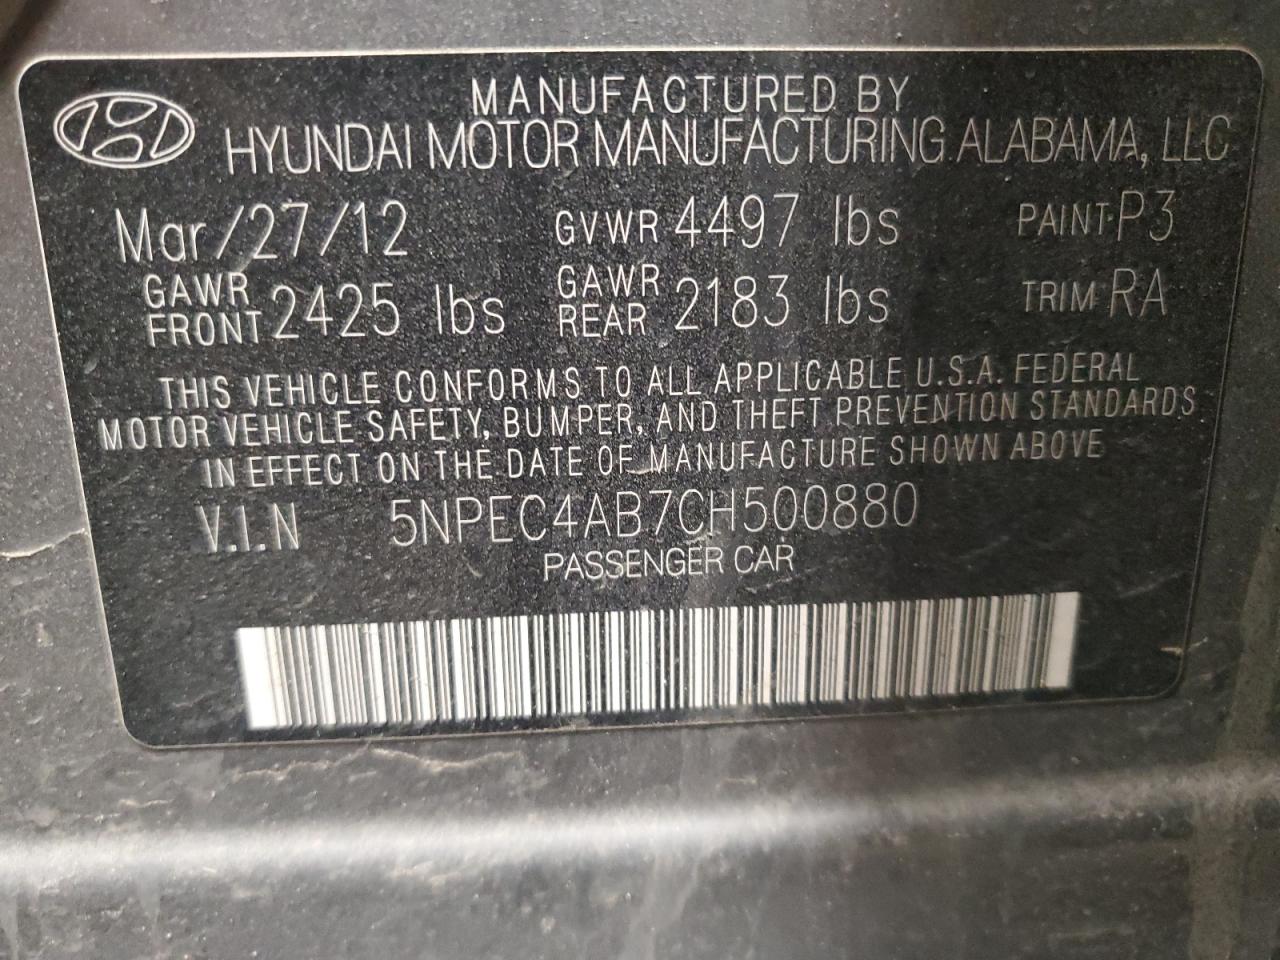 MANUFACTURED BY
HYUNDAI MOTOR MANUFACTURING ALABAMA, LLC
Mar/27/12 GVWR 4497 lbs PAINT:P3
GAWR FRONT 2425 lbs GAWR REAR 2183 lbs TRIM:RA
THIS VEHICLE CONFORMS TO ALL APPLICABLE U.S.A. FEDERAL
MOTOR VEHICLE SAFETY, BUMPER, AND THEFT PREVENTION STANDARDS
IN EFFECT ON THE DATE OF MANUFACTURE SHOWN ABOVE
V.I.N 5NPEC4AB7CH500880
PASSENGER CAR